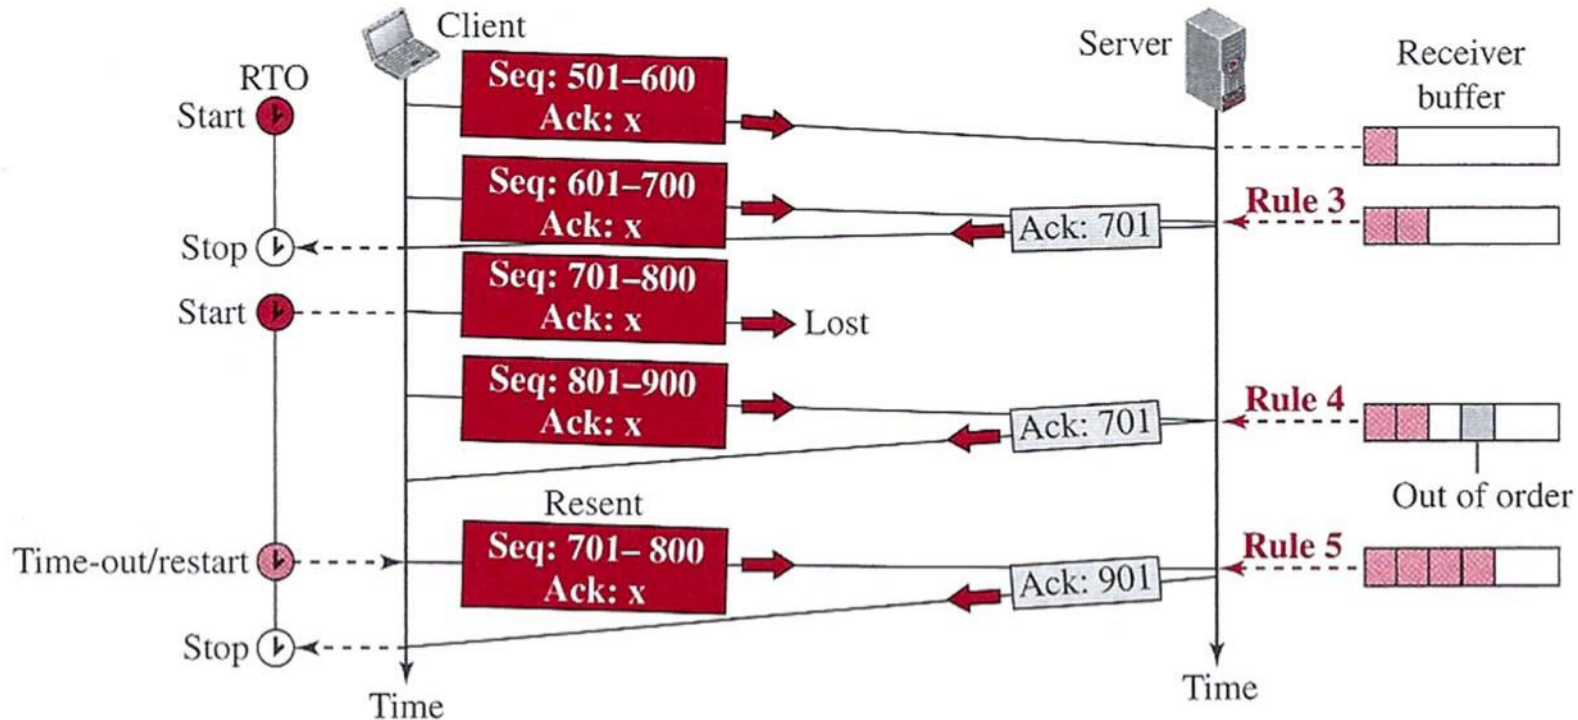 Client
Server
Receiver
buffer
RTO
Start
Seq: 501–600
Ack: x
Seq: 601–700
Ack: x
Ack: 701
Rule 3
Stop
Seq: 701–800
Ack: x
Start
Lost
Seq: 801–900
Ack: x
Ack: 701
Rule 4
Out of order
Resent
Time-out/restart
Seq: 701– 800
Ack: x
Ack: 901
Rule 5
Stop
Time
Time